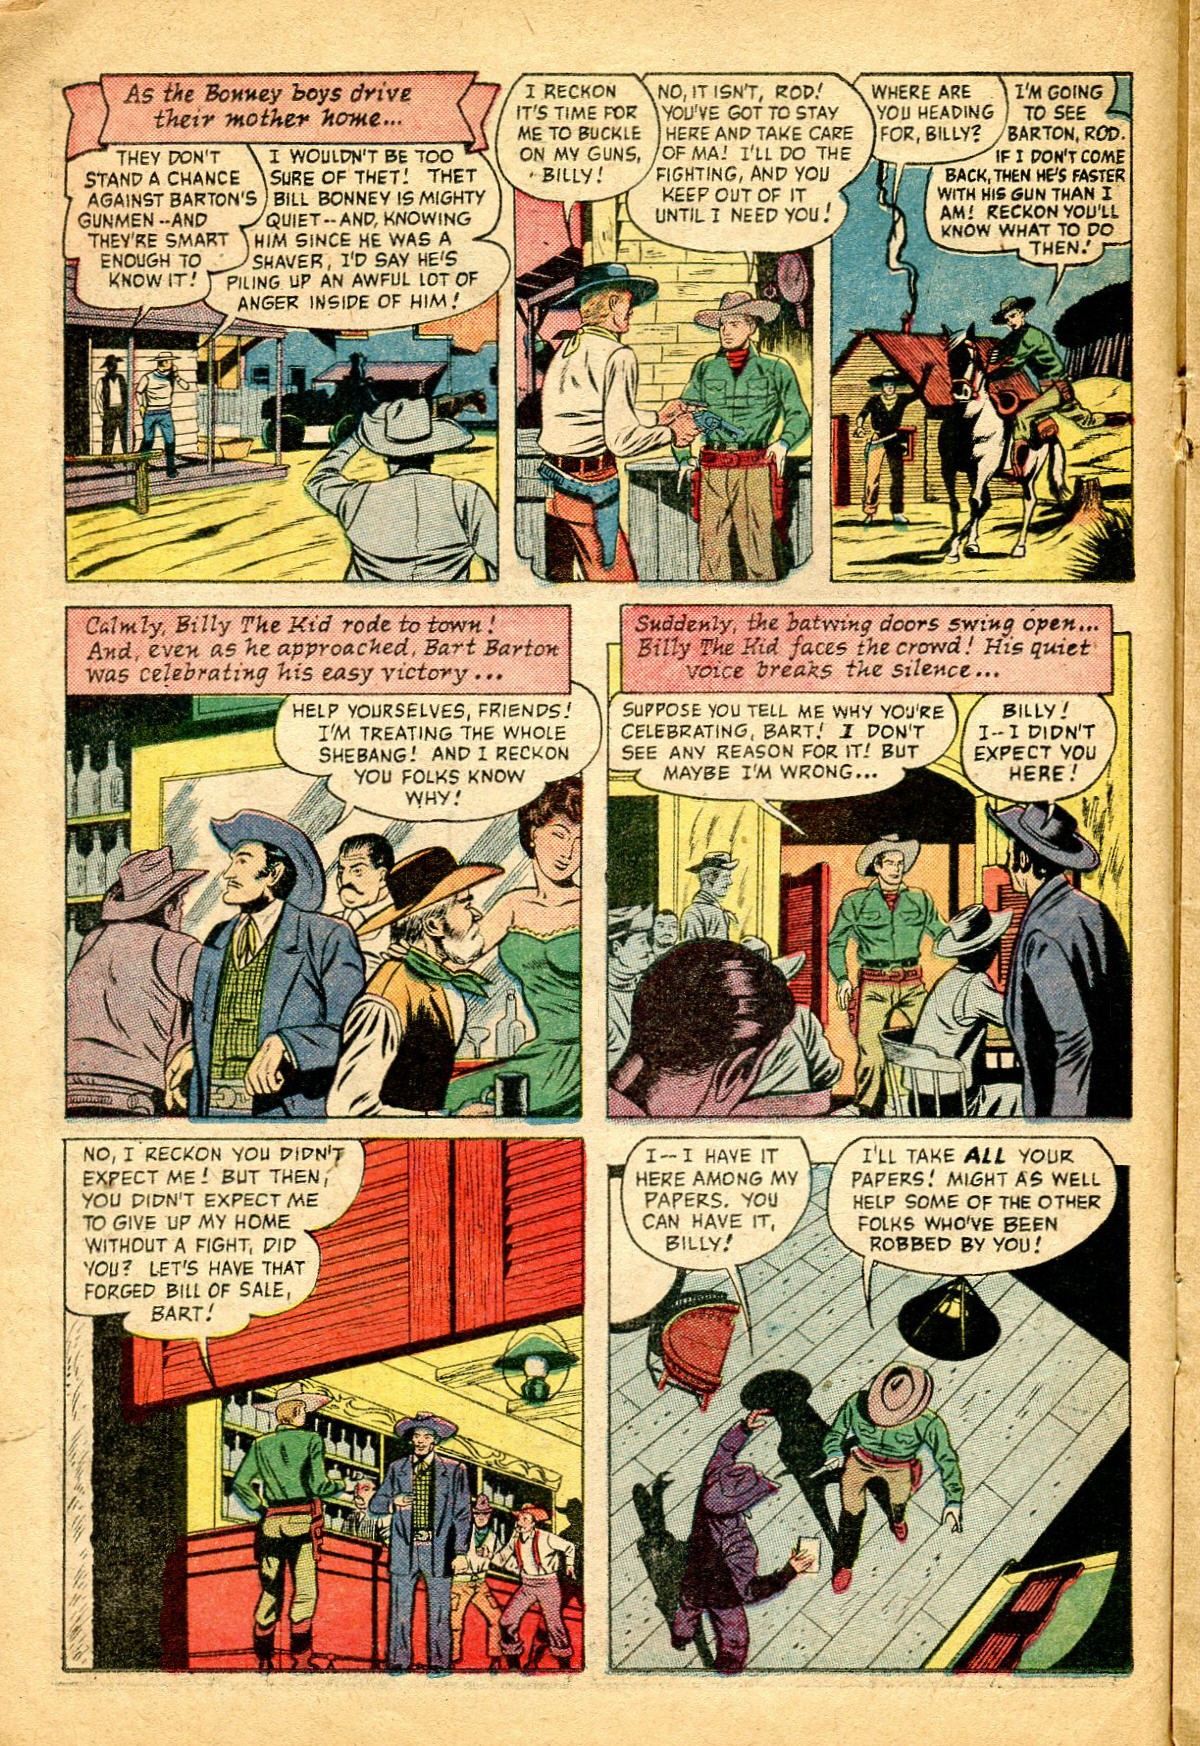 As the Bonney boys drive
their mother home...
THEY DON'T
STAND A CHANCE
AGAINST BARTON'S
GUNMEN--AND
THEY'RE SMART
ENOUGH TO
KNOW IT!
I WOULDN'T BE TOO
SURE OF THET! THET
BILL BONNEY IS MIGHTY
QUIET--AND, KNOWING
HIM SINCE HE WAS A
SHAVER, I'D SAY HE'S
PILING UP AN AWFUL LOT OF
ANGER INSIDE OF HIM!
I RECKON
IT'S TIME FOR
ME TO BUCKLE
ON MY GUNS,
BILLY!
NO, IT ISN'T, ROD!
YOU'VE GOT TO STAY
HERE AND TAKE CARE
OF MA! I'LL DO THE
FIGHTING, AND YOU
KEEP OUT OF IT
UNTIL I NEED YOU!
WHERE ARE
YOU HEADING
FOR, BILLY?
I'M GOING
TO SEE
BARTON, ROD.
IF I DON'T COME
BACK, THEN HE'S FASTER
WITH HIS GUN THAN I
AM! RECKON YOU'LL
KNOW WHAT TO DO
THEN!
Calmly, Billy The Kid rode to town!
And, even as he approached, Bart Barton
was celebrating his easy victory...
HELP YOURSELVES, FRIENDS!
I'M TREATING THE WHOLE
SHEBANG! AND I RECKON
YOU FOLKS KNOW
WHY!
Suddenly, the batwing doors swing open...
Billy The Kid faces the crowd! His quiet
voice breaks the silence...
SUPPOSE YOU TELL ME WHY YOU'RE
CELEBRATING, BART! I DON'T
SEE ANY REASON FOR IT! BUT
MAYBE I'M WRONG...
BILLY!
I--I DIDN'T
EXPECT YOU
HERE!
NO, I RECKON YOU DIDN'T
EXPECT ME! BUT THEN,
YOU DIDN'T EXPECT ME
TO GIVE UP MY HOME
WITHOUT A FIGHT, DID
YOU? LET'S HAVE THAT
FORGED BILL OF SALE,
BART!
I--I HAVE IT
HERE AMONG MY
PAPERS. YOU
CAN HAVE IT,
BILLY!
I'LL TAKE ALL YOUR
PAPERS! MIGHT AS WELL
HELP SOME OF THE OTHER
FOLKS WHO'VE BEEN
ROBBED BY YOU!